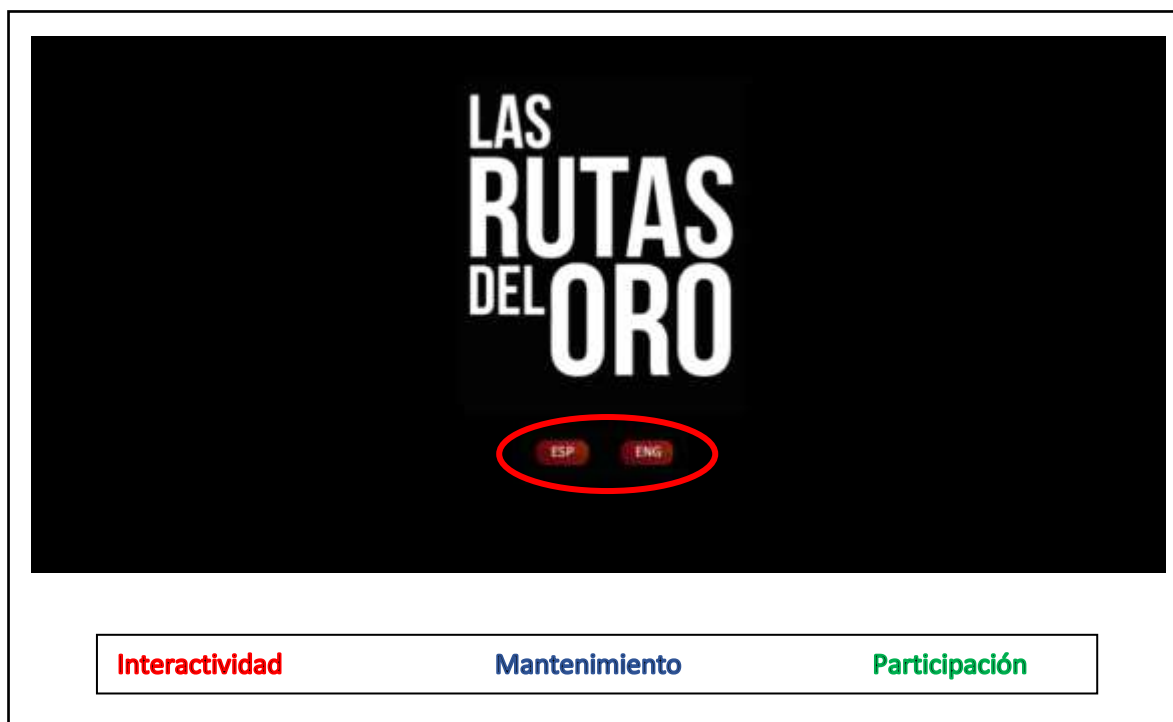 LAS
RUTAS
DEL ORO
ESP ENG
Interactividad Mantenimiento Participación